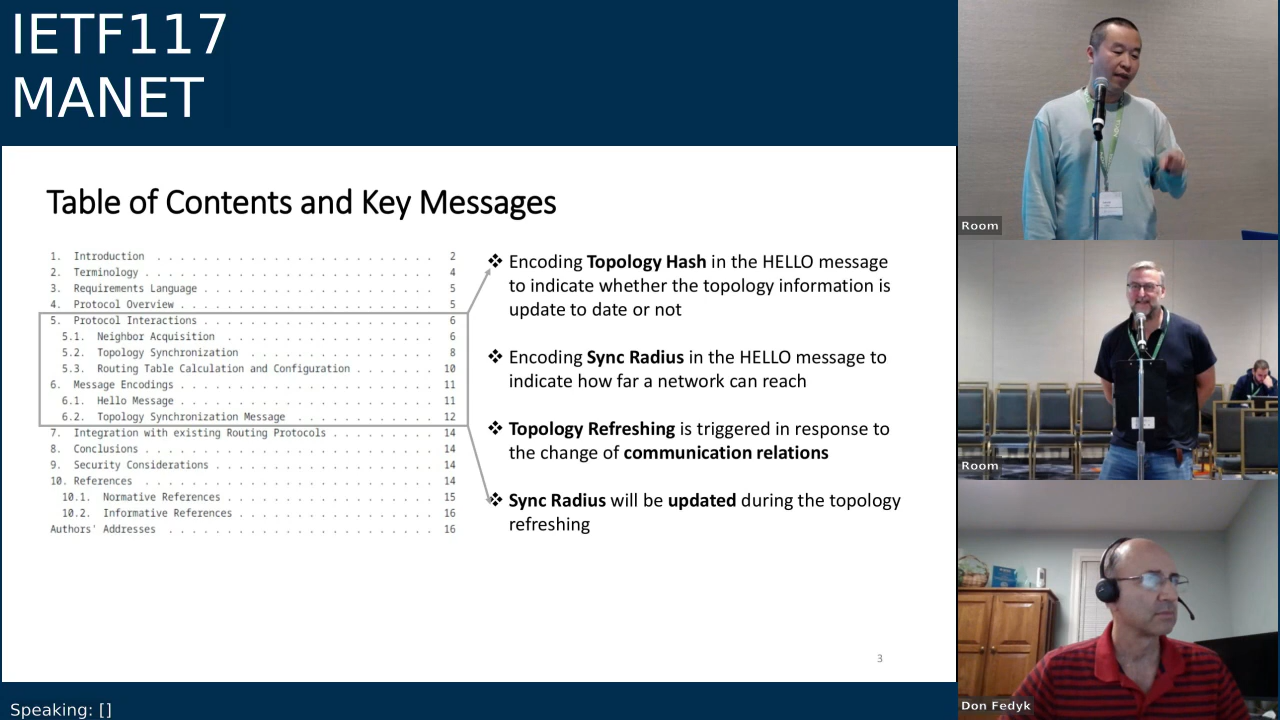 IETF117
MANET
Table of Contents and Key Messages
1. Introduction . . . . . . . . . . . . . . . . . . . . . . . . 2
2. Terminology . . . . . . . . . . . . . . . . . . . . . . . . . 4
3. Requirements Language . . . . . . . . . . . . . . . . . . . . 5
4. Protocol Overview . . . . . . . . . . . . . . . . . . . . . . 5
5. Protocol Interactions . . . . . . . . . . . . . . . . . . . . 6
5.1. Neighbor Acquisition . . . . . . . . . . . . . . . . . . . 6
5.2. Topology Synchronization . . . . . . . . . . . . . . . . 8
5.3. Routing Table Calculation and Configuration . . . . . . . 10
6. Message Encodings . . . . . . . . . . . . . . . . . . . . . . 11
6.1. Hello Message . . . . . . . . . . . . . . . . . . . . . . 11
6.2. Topology Synchronization Message . . . . . . . . . . . . 12
7. Integration with existing Routing Protocols . . . . . . . . . 14
8. Conclusions . . . . . . . . . . . . . . . . . . . . . . . . . 14
9. Security Considerations . . . . . . . . . . . . . . . . . . . 14
10. References . . . . . . . . . . . . . . . . . . . . . . . . . 14
10.1. Normative References . . . . . . . . . . . . . . . . . . 15
10.2. Informative References . . . . . . . . . . . . . . . . . 16
Authors' Addresses . . . . . . . . . . . . . . . . . . . . . . . 16
❖ Encoding Topology Hash in the HELLO message
to indicate whether the topology information is
update to date or not
❖ Encoding Sync Radius in the HELLO message to
indicate how far a network can reach
❖ Topology Refreshing is triggered in response to
the change of communication relations
❖ Sync Radius will be updated during the topology
refreshing
3
Speaking: []
Room
Room
Don Fedyk